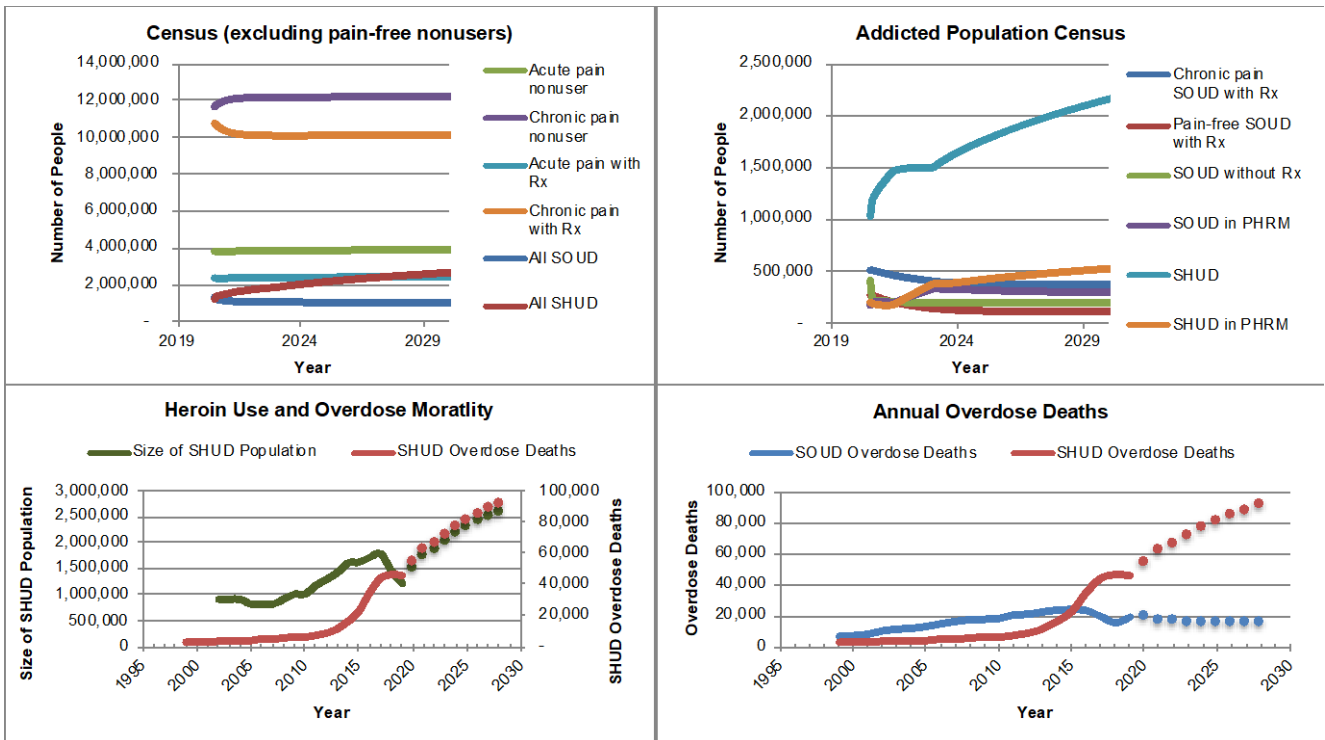 Census (excluding pain-free nonusers)
Number of People
14,000,000
12,000,000
10,000,000
8,000,000
6,000,000
4,000,000
2,000,000
-
2019
2024
2029
Year
Acute pain
nonuser
Chronic pain
nonuser
Acute pain with
Rx
Chronic pain
with Rx
All SOUD
All SHUD
Addicted Population Census
Number of People
2,500,000
2,000,000
1,500,000
1,000,000
500,000
-
2019
2024
2029
Year
Chronic pain
SOUD with Rx
Pain-free SOUD
with Rx
SOUD without Rx
SOUD in PHRM
SHUD
SHUD in PHRM
Heroin Use and Overdose Moratlity
Size of SHUD Population
SHUD Overdose Deaths
Size of SHUD Population
3,000,000
2,500,000
2,000,000
1,500,000
1,000,000
500,000
0
100,000
80,000
60,000
40,000
20,000
-
SHUD Overdose Deaths
1995
2000
2005
2010
2015
2020
2025
2030
Year
Annual Overdose Deaths
SOUD Overdose Deaths
SHUD Overdose Deaths
Overdose Deaths
100,000
80,000
60,000
40,000
20,000
0
1995
2000
2005
2010
2015
2020
2025
2030
Year